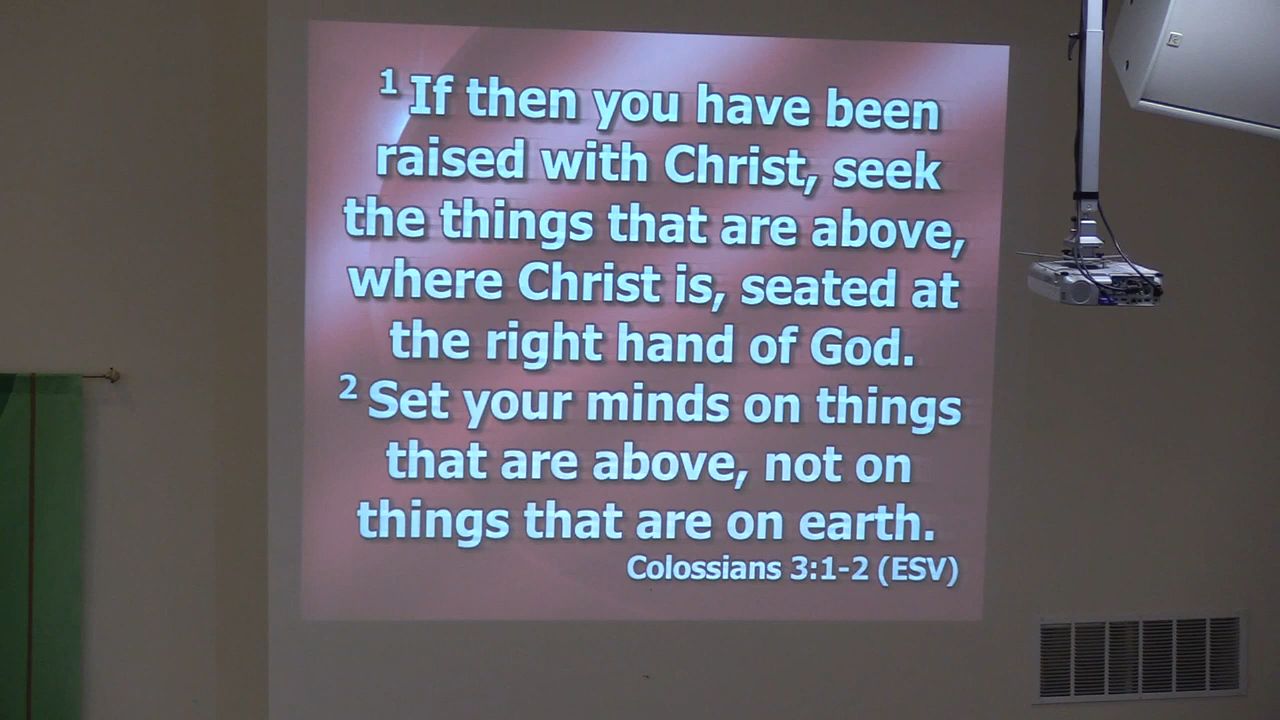 1 If then you have been
raised with Christ, seek
the things that are above,
where Christ is, seated at
the right hand of God.
2 Set your minds on things
that are above, not on
things that are on earth.
Colossians 3:1-2 (ESV)